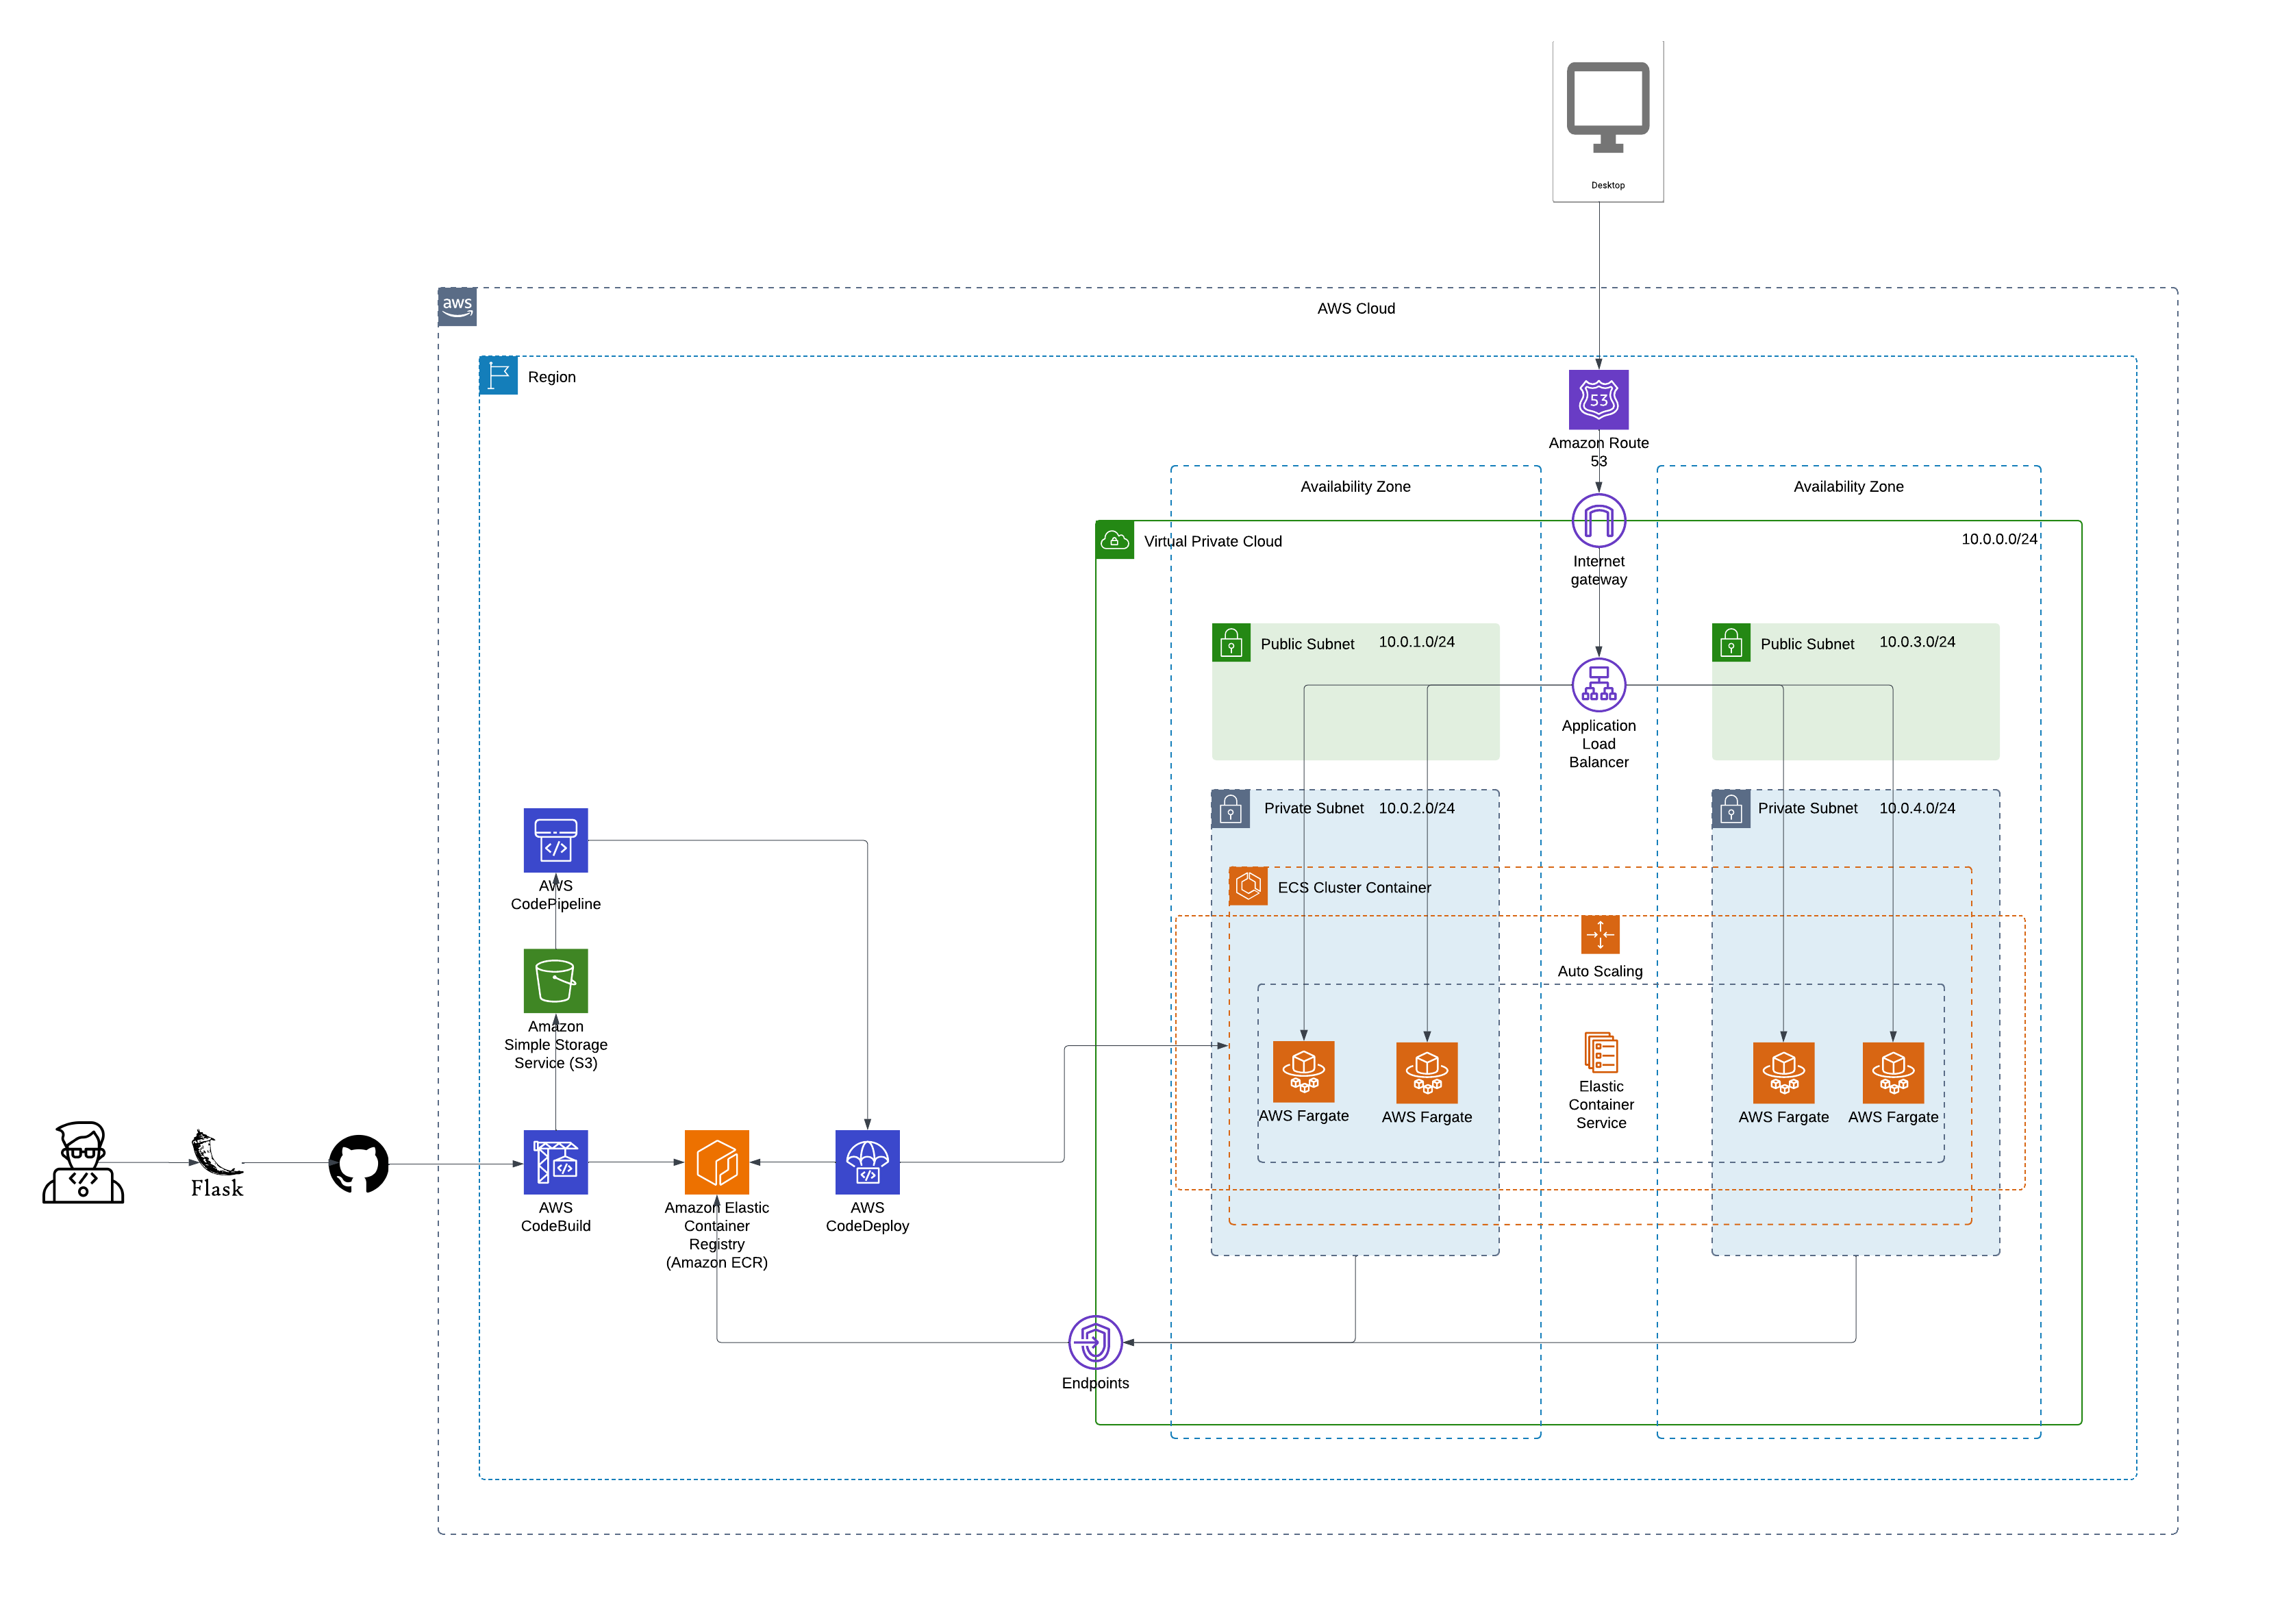 Desktop
aws
AWS Cloud
Region
53
Amazon Route
53
Availability Zone
Availability Zone
Virtual Private Cloud
10.0.0.0/24
Internet
gateway
Public Subnet
10.0.1.0/24
Public Subnet
10.0.3.0/24
Application
Load
Balancer
Private Subnet
10.0.2.0/24
Private Subnet
10.0.4.0/24
AWS
CodePipeline
ECS Cluster Container
Auto Scaling
Amazon
Simple Storage
Service (S3)
Elastic
Container
Service
AWS Fargate
AWS Fargate
AWS Fargate
AWS Fargate
Flask
AWS
CodeBuild
Amazon Elastic
Container
Registry
(Amazon ECR)
AWS
CodeDeploy
Endpoints